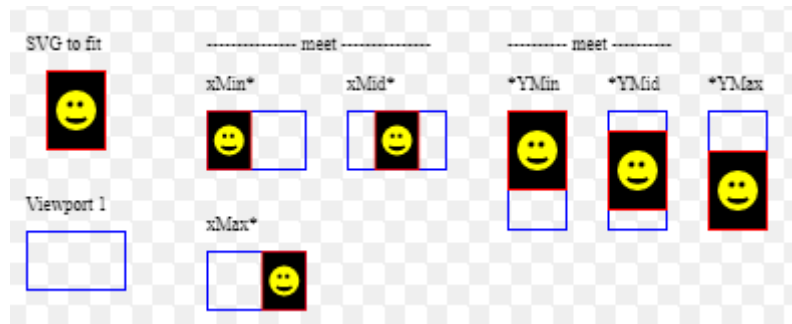 SVG to fit
--------------- meet ---------------
---------- meet ----------
xMin*
xMid*
*YMin
*YMid
*YMax
Viewport 1
xMax*